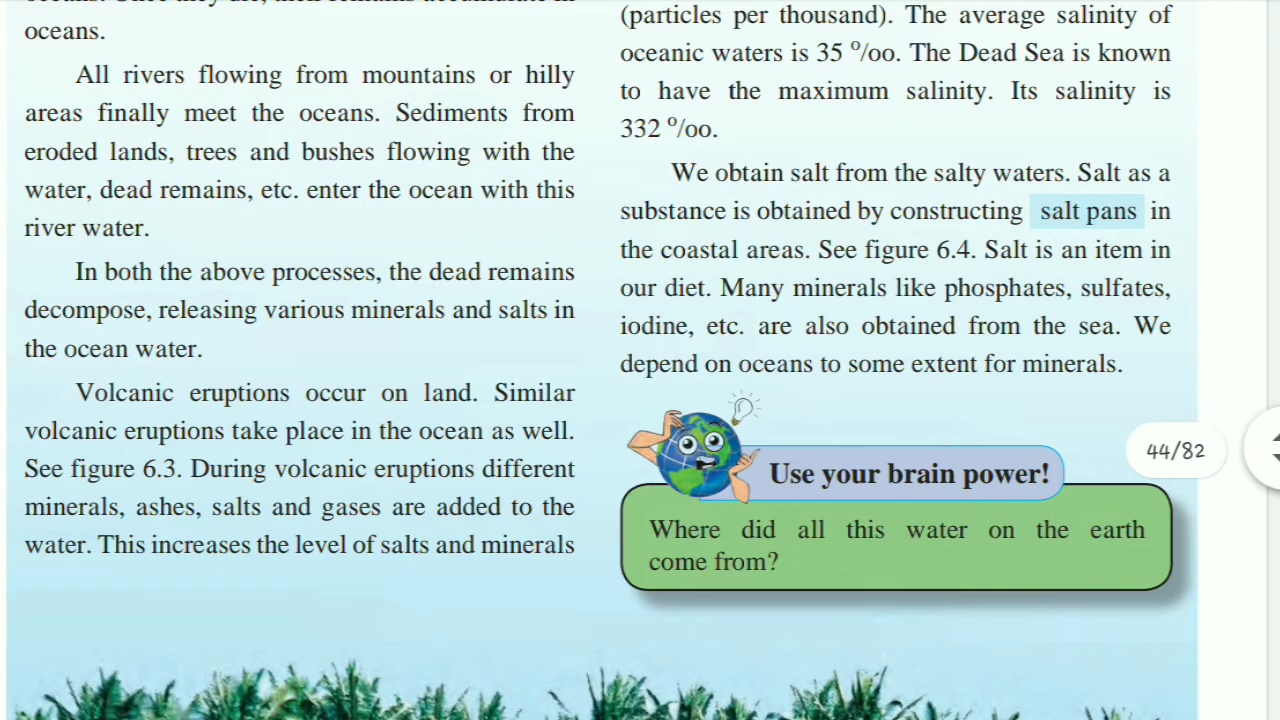 oceans.
All rivers flowing from mountains or hilly
areas finally meet the oceans. Sediments from
eroded lands, trees and bushes flowing with the
water, dead remains, etc. enter the ocean with this
river water.
In both the above processes, the dead remains
decompose, releasing various minerals and salts in
the ocean water.
Volcanic eruptions occur on land. Similar
volcanic eruptions take place in the ocean as well.
See figure 6.3. During volcanic eruptions different
minerals, ashes, salts and gases are added to the
water. This increases the level of salts and minerals
(particles per thousand). The average salinity of
oceanic waters is 35 °/oo. The Dead Sea is known
to have the maximum salinity. Its salinity is
332 °/oo.
We obtain salt from the salty waters. Salt as a
substance is obtained by constructing salt pans in
the coastal areas. See figure 6.4. Salt is an item in
our diet. Many minerals like phosphates, sulfates,
iodine, etc. are also obtained from the sea. We
depend on oceans to some extent for minerals.
Use your brain power!
Where did all this water on the earth
come from?
44/82